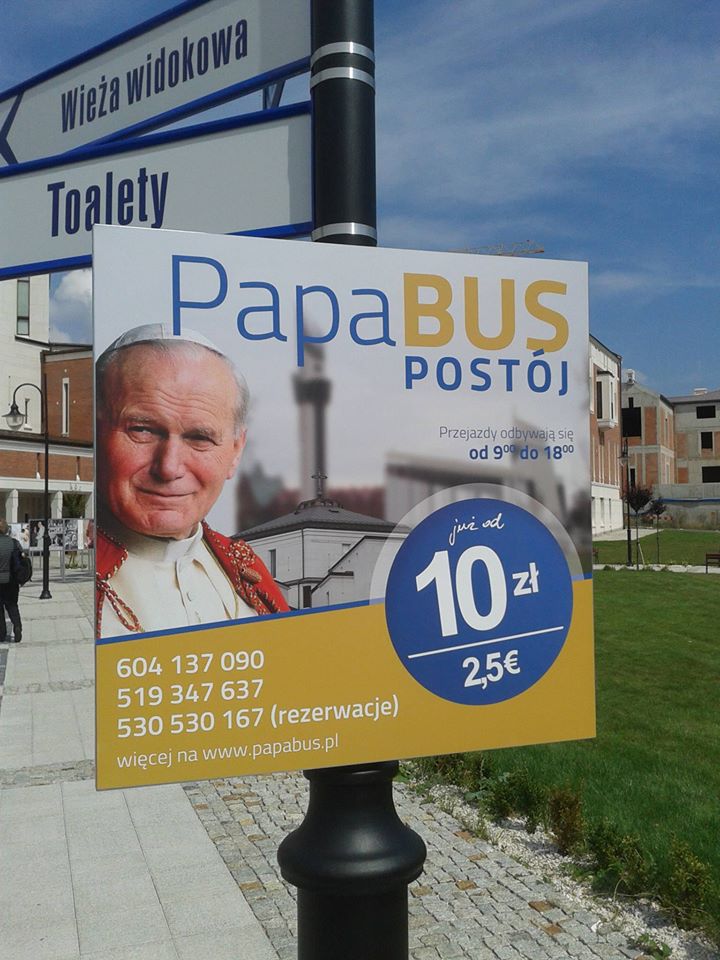 Wieża widokowa
Toalety
PapaBUS
POSTÓJ
Przejazdy odbywają się
od 9⁰⁰ do 18⁰⁰
już od
10 zł
2,5€
604 137 090
519 347 637
530 530 167 (rezerwacje)
więcej na www.papabus.pl